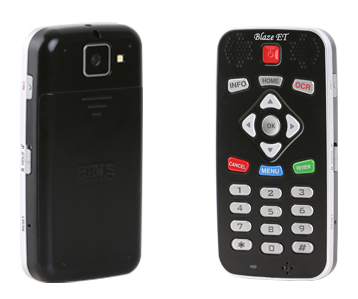 HIMS
Blaze ET
INFO HOME OCR
OK
CANCEL MENU REVIEW
1 2 3
4 5 6
7 8 9
* 0 #